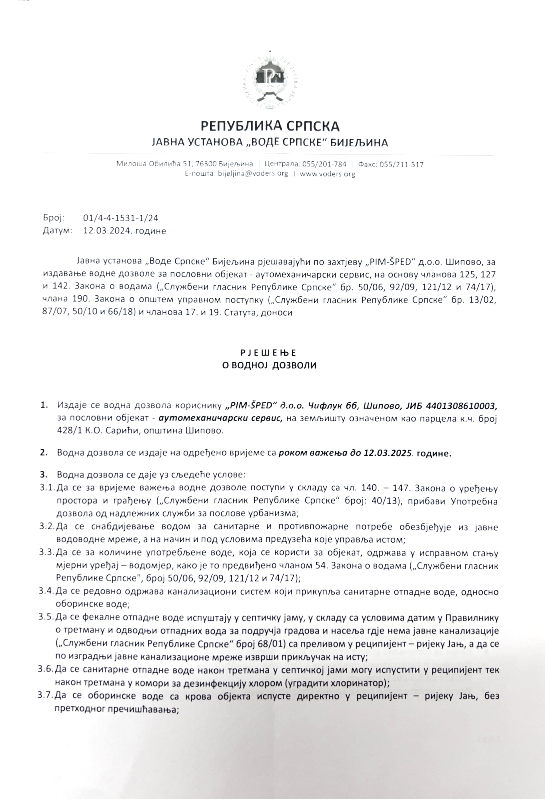 РЕПУБЛИКА СРПСКА
ЈАВНА УСТАНОВА „ВОДЕ СРПСКЕ“ БИЈЕЉИНА
Милоша Обилића 51, 76300 Бијељина | Централа: 055/201-784 | Факс: 055/211-517
Е-пошта: bijeljina@voders.org | www.voders.org
Број: 01/4-4-1531-1/24
Датум: 12.03.2024. године
Јавна установа „Воде Српске“ Бијељина рјешавајући по захтјеву „PIM-ŠPED“ д.о.о. Шипово, за
издавање водне дозволе за пословни објекат - аутомеханичарски сервис, на основу чланова 125, 127
и 142. Закона о водама („Службени гласник Републике Српске“ бр. 50/06, 92/09, 121/12 и 74/17),
члана 190. Закона о општем управном поступку („Службени гласник Републике Српске“ бр. 13/02,
87/07, 50/10 и 66/18) и чланова 17. и 19. Статута, доноси
РЈЕШЕЊЕ
О ВОДНОЈ ДОЗВОЛИ
1. Издаје се водна дозвола кориснику „PIM-ŠPED“ д.о.о. Чифлук бб, Шипово, ЈИБ 4401308610003,
за пословни објекат - аутомеханичарски сервис, на земљишту означеном као парцела к.ч. број
428/1 К.О. Сарићи, општина Шипово.
2. Водна дозвола се издаје на одређено вријеме са роком важења до 12.03.2025. године.
3. Водна дозвола се даје уз сљедеће услове:
3.1. Да се за вријеме важења водне дозволе поступи у складу са чл. 140. – 147. Закона о уређењу
простора и грађењу („Службени гласник Републике Српске“ број: 40/13), прибави Употребна
дозвола од надлежних служби за послове урбанизма;
3.2. Да се снабдијевање водом за санитарне и противпожарне потребе обезбјеђује из јавне
водоводне мреже, а на начин и под условима предузећа које управља истом;
3.3. Да се за количине употребљене воде, која се користи за објекат, одржава у исправном стању
мјерни уређај – водомјер, како је то предвиђено чланом 54. Закона о водама („Службени гласник
Републике Српске“, број 50/06, 92/09, 121/12 и 74/17);
3.4. Да се редовно одржава канализациони систем који прикупља санитарне отпадне воде, односно
оборинске воде;
3.5. Да се фекалне отпадне воде испуштају у септичку јаму, у складу са условима датим у Правилнику
о третману и одводњи отпадних вода за подручја градова и насеља гдје нема јавне канализације
(„Службени гласник Републике Српске“ број 68/01) са преливом у реципијент – ријеку Јањ, а да се
по изградњи јавне канализационе мреже изврши прикључак на исту;
3.6. Да се санитарне отпадне воде након третмана у септичкој јами могу испустити у реципијент тек
након третмана у комори за дезинфекцију хлором (уградити хлоринатор);
3.7. Да се оборинске воде са крова објекта испусте директно у реципијент – ријеку Јањ, без
претходног пречишћавања;